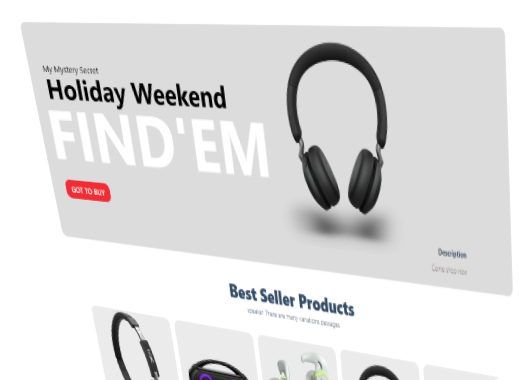 My Mystery Secret
Holiday Weekend
FIND'EM
GOT TO BUY
Description
Come shop now
Best Seller Products
speaker There are many variations passages